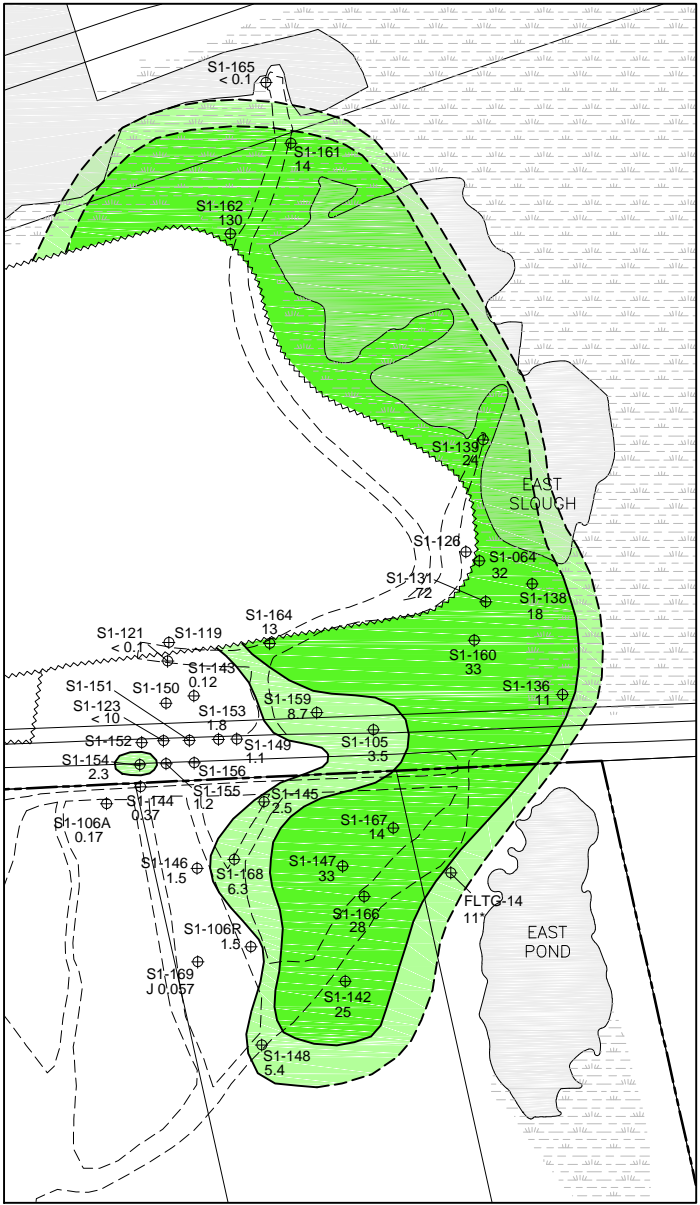 S1-165
< 0.1
S1-161
14
S1-162
130
S1-139
24
EAST
SLOUGH
S1-126
S1-064
32
S1-131
72
S1-138
18
S1-164
13
S1-121
< 0.1
S1-119
S1-160
33
S1-143
0.12
S1-151
S1-150
S1-136
11
S1-159
8.7
S1-123
< 10
S1-153
1.8
S1-105
3.5
S1-152
S1-149
1.1
S1-154
2.3
S1-156
S1-155
1.2
S1-145
2.5
S1-144
0.37
S1-106A
0.17
S1-167
14
S1-147
33
S1-146
1.5
S1-168
6.3
FLTG-14
11*
S1-166
28
S1-106R
1.5
EAST
POND
S1-169
J 0.057
S1-142
25
S1-148
5.4